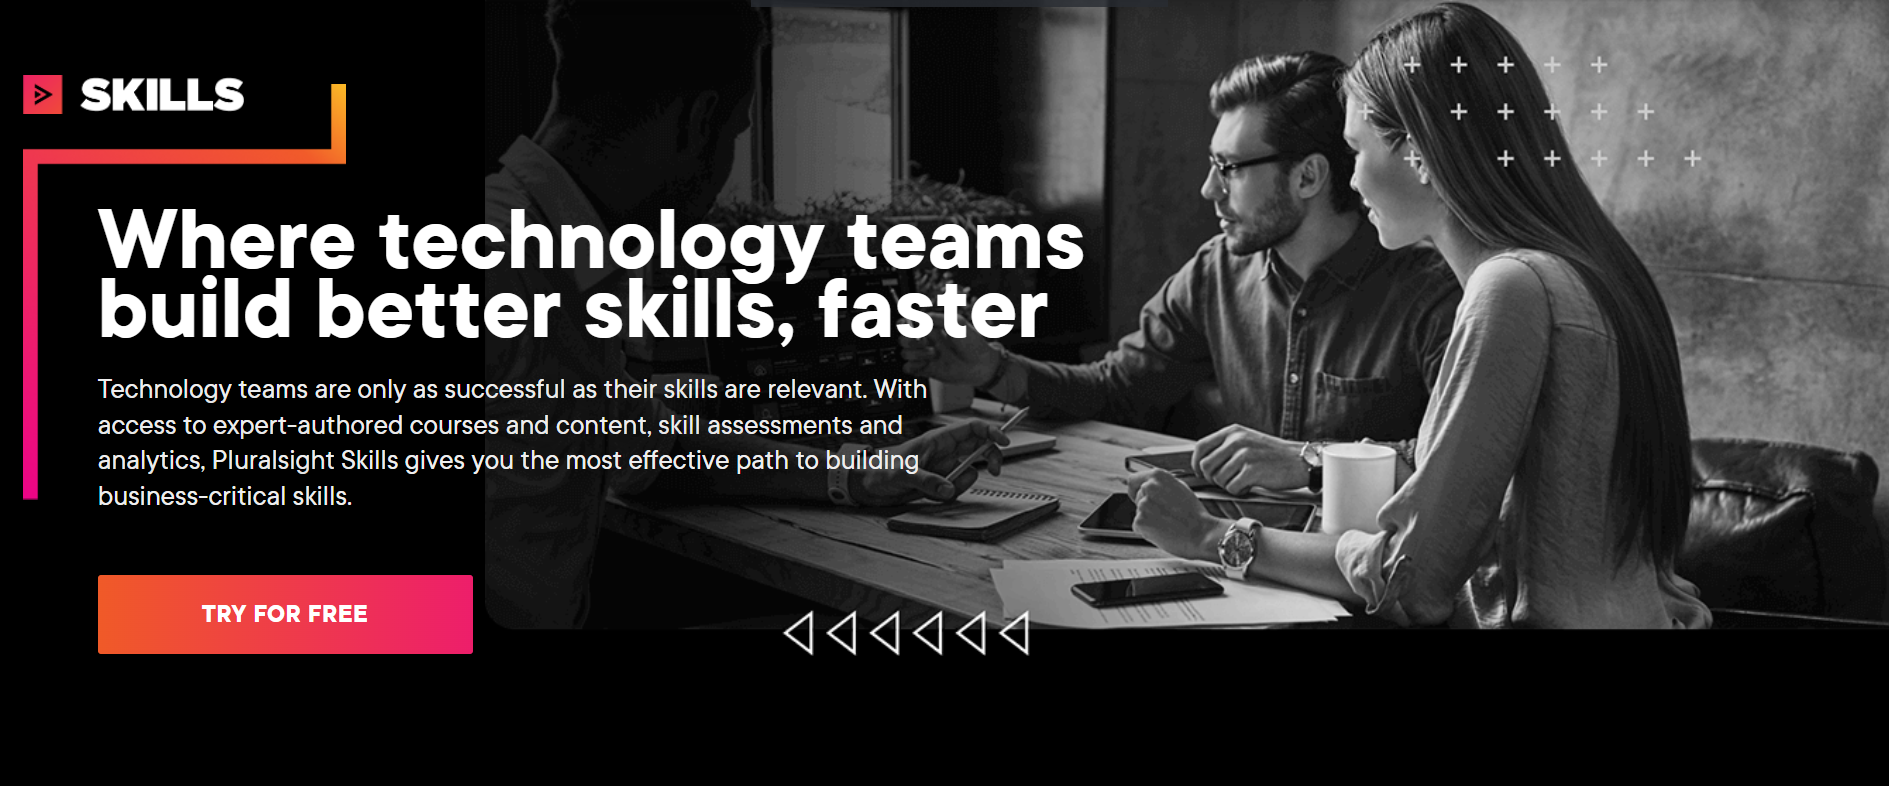 SKILLS
Where technology teams
build better skills, faster
Technology teams are only as successful as their skills are relevant. With
access to expert-authored courses and content, skill assessments and
analytics, Pluralsight Skills gives you the most effective path to building
business-critical skills.
TRY FOR FREE